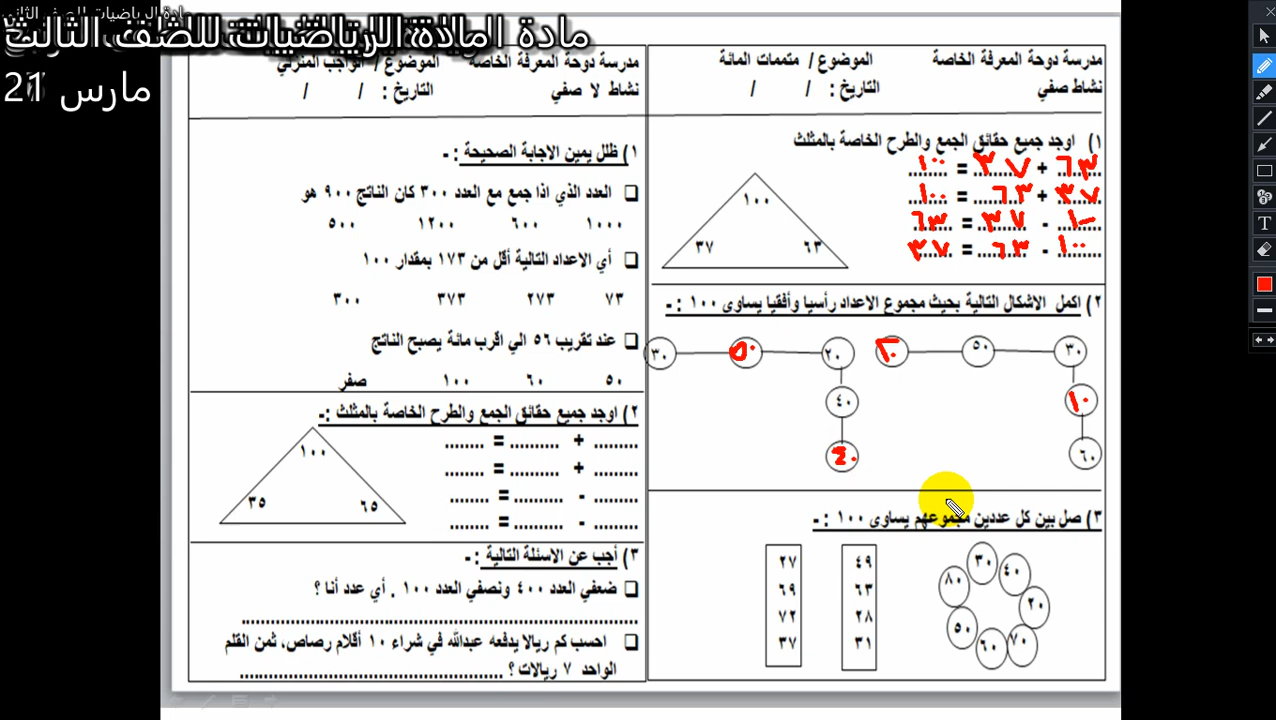 مادة الرياضيات للصف الثالث
مارس 21
مدرسة دوحة المعرفة الخاصة الموضوع / متممات المائة
نشاط صفي التاريخ : / /
١) اوجد جميع حقائق الجمع والطرح الخاصة بالمثلث
٦٣ + ٣٧ = ١٠٠
٣٧ + ٦٣ = ١٠٠
١٠٠ - ٣٧ = ٦٣
١٠٠ - ٦٣ = ٣٧
١٠٠
٦٣ ٣٧
٢) اكمل الاشكال التالية بحيث مجموع الاعداد رأسيا وأفقيا يساوى ١٠٠ :-
٣٠ ٥٠ ٢٠ ٢٠ ٥٠ ٣٠
١٠ ٤٠
٦٠ ٤٠
٣) صل بين كل عددين مجموعهم يساوى ١٠٠ :-
٣٠ ٤٠ ٢٠ ٧٠ ٦٠ ٥٠ ٨٠
٤٩ ٢٧
٦٣ ٦٩
٢٨ ٧٢
٣١ ٣٧
مدرسة دوحة المعرفة الخاصة الموضوع / الواجب المنزلي
نشاط لا صفي التاريخ : / /
١) ظلل يمين الاجابة الصحيحة :-
العدد الذي اذا جمع مع العدد ٣٠٠ كان الناتج ٩٠٠ هو
١٠٠٠ ٦٠٠ ١٢٠٠ ٥٠٠
أي الاعداد التالية أقل من ١٧٣ بمقدار ١٠٠
٧٣ ٢٧٣ ٣٧٣ ٣٠٠
عند تقريب ٥٦ الي اقرب مائة يصبح الناتج
٥٠ ٦٠ ١٠٠ صفر
٢) اوجد جميع حقائق الجمع والطرح الخاصة بالمثلث :-
......... + .......... = ........
......... + .......... = ........
......... - .......... = ........
......... - .......... = ........
١٠٠
٦٥ ٣٥
٣) أجب عن الاسئلة التالية :-
ضعفي العدد ٤٠٠ ونصفي العدد ١٠٠ . أي عدد أنا ؟
احسب كم ريالا يدفعه عبدالله في شراء ١٠ أقلام رصاص، ثمن القلم
الواحد ٧ ريالات ؟ ..........